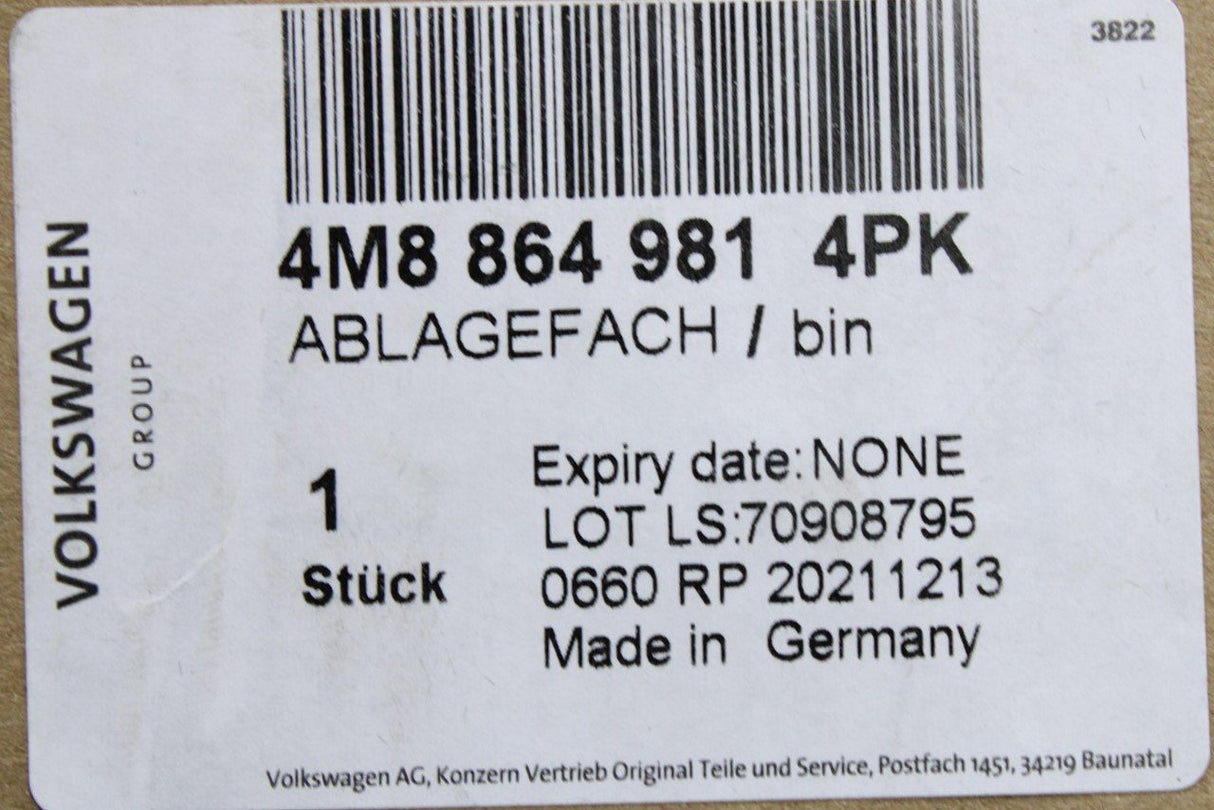 3822
4M8 864 981 4PK
ABLAGEFACH / bin
VOLKSWAGEN
GROUP
1
Stück
Expiry date: NONE
LOT LS:70908795
0660 RP 20211213
Made in Germany
Volkswagen AG, Konzern Vertrieb Original Teile und Service, Postfach 1451, 34219 Baunatal